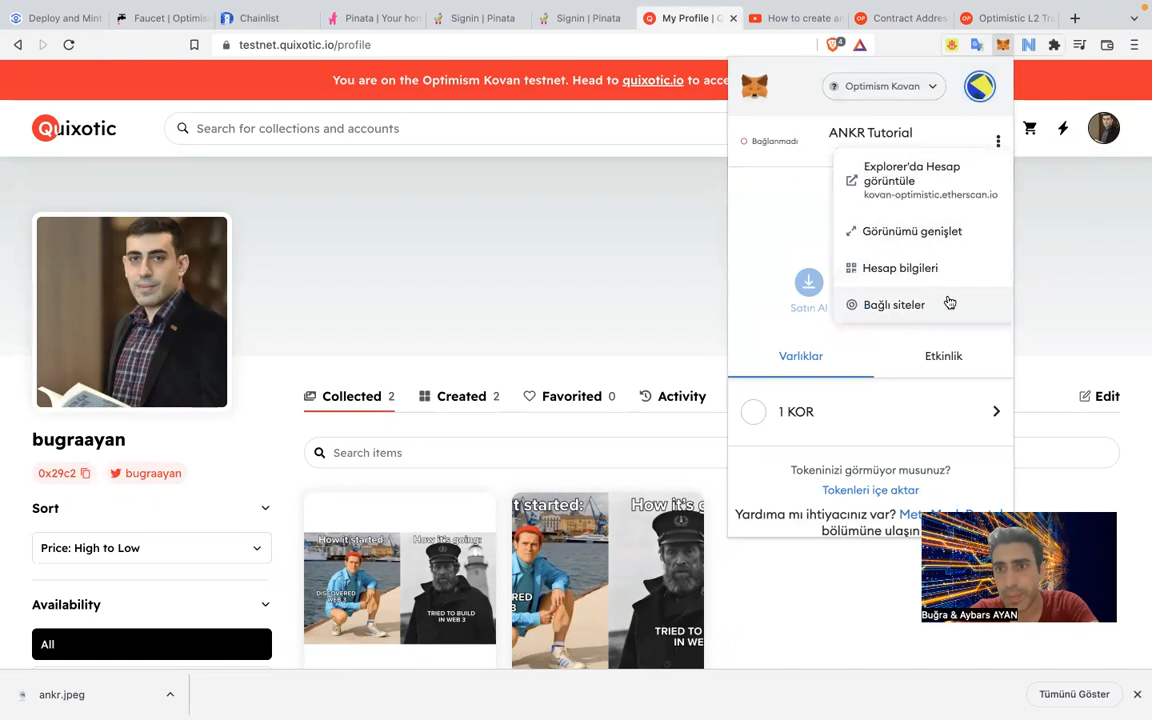 Deploy and Mint
Faucet | Optimis
Chainlist
Pinata | Your hon
Signin | Pinata
Signin | Pinata
My Profile | Q
How to create an
Contract Addres
Optimistic L2 Tra
testnet.quixotic.io/profile
You are on the Optimism Kovan testnet. Head to quixotic.io to acce
Quixotic
Search for collections and accounts
Optimism Kovan
Bağlanmadı
ANKR Tutorial
Explorer'da Hesap
görüntüle
kovan-optimistic.etherscan.io
Görünümü genişlet
Hesap bilgileri
Bağlı siteler
Satın Al
Varlıklar
Etkinlik
1 KOR
Tokeninizi görmüyor musunuz?
Tokenleri içe aktar
Yardıma mı ihtiyacınız var?
bölümüne ulaşın
Collected 2
Created 2
Favorited 0
Activity
Edit
Search items
bugraayan
0x29c2
bugraayan
Sort
Price: High to Low
Availability
All
How it started:
How it's going:
DISCOVERED
WEB 3
TRIED TO BUILD
IN WEB 3
t started:
How it's g
RED
3
TRIED TO
IN WE
Buğra & Aybars AYAN
ankr.jpeg
Tümünü Göster